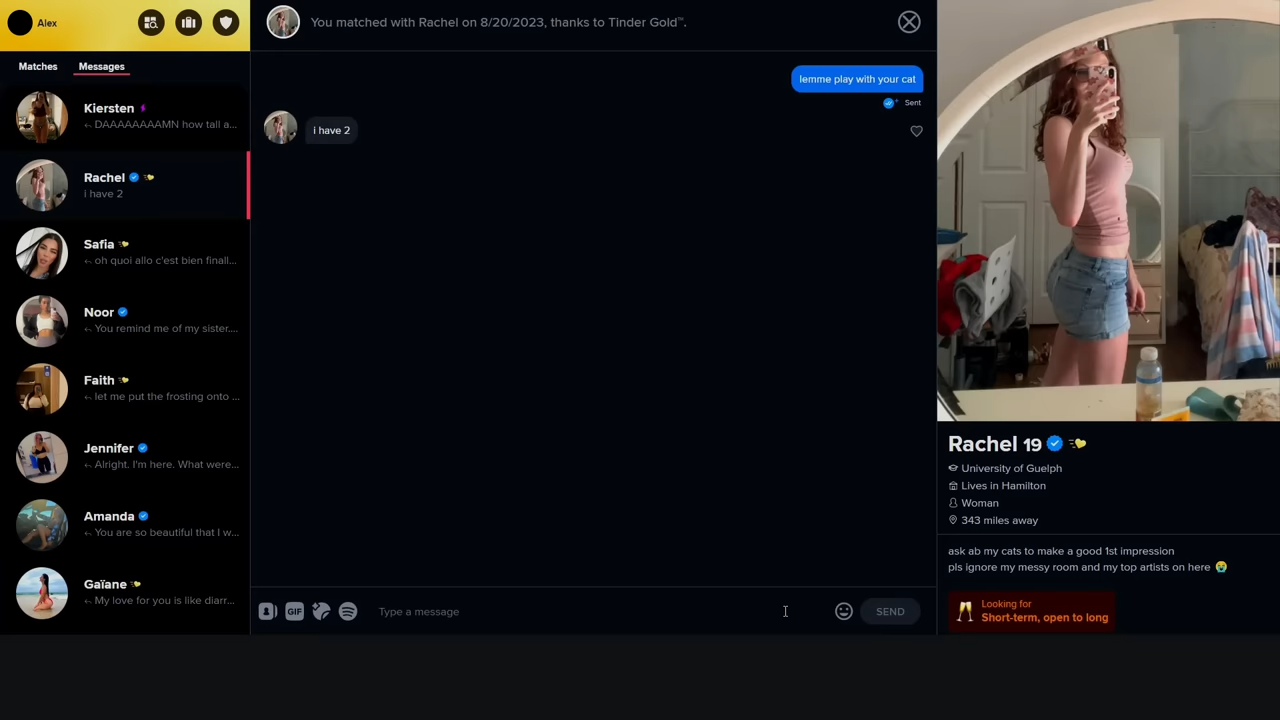 Alex
Matches Messages
Kiersten
DAAAAAAAAMN how tall a...
Rachel
i have 2
Safia
oh quoi allo c'est bien finall...
Noor
You remind me of my sister....
Faith
let me put the frosting onto ...
Jennifer
Alright. I'm here. What were...
Amanda
You are so beautiful that I w...
Gaïane
My love for you is like diarr...
You matched with Rachel on 8/20/2023, thanks to Tinder Gold™.
lemme play with your cat
Sent
i have 2
GIF
Type a message
SEND
Rachel 19
University of Guelph
Lives in Hamilton
Woman
343 miles away
ask ab my cats to make a good 1st impression
pls ignore my messy room and my top artists on here 😭
Looking for
Short-term, open to long